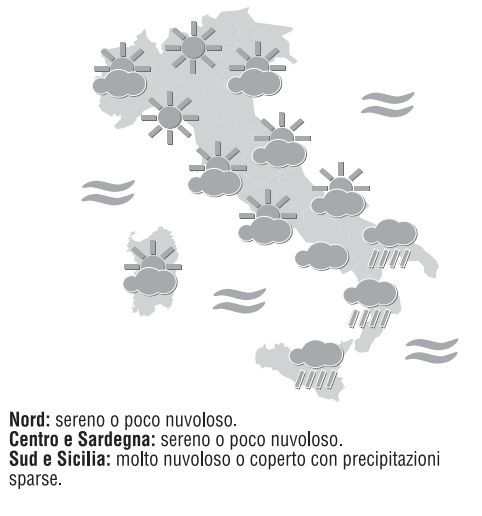 Nord: sereno o poco nuvoloso.
Centro e Sardegna: sereno o poco nuvoloso.
Sud e Sicilia: molto nuvoloso o coperto con precipitazioni
sparse.